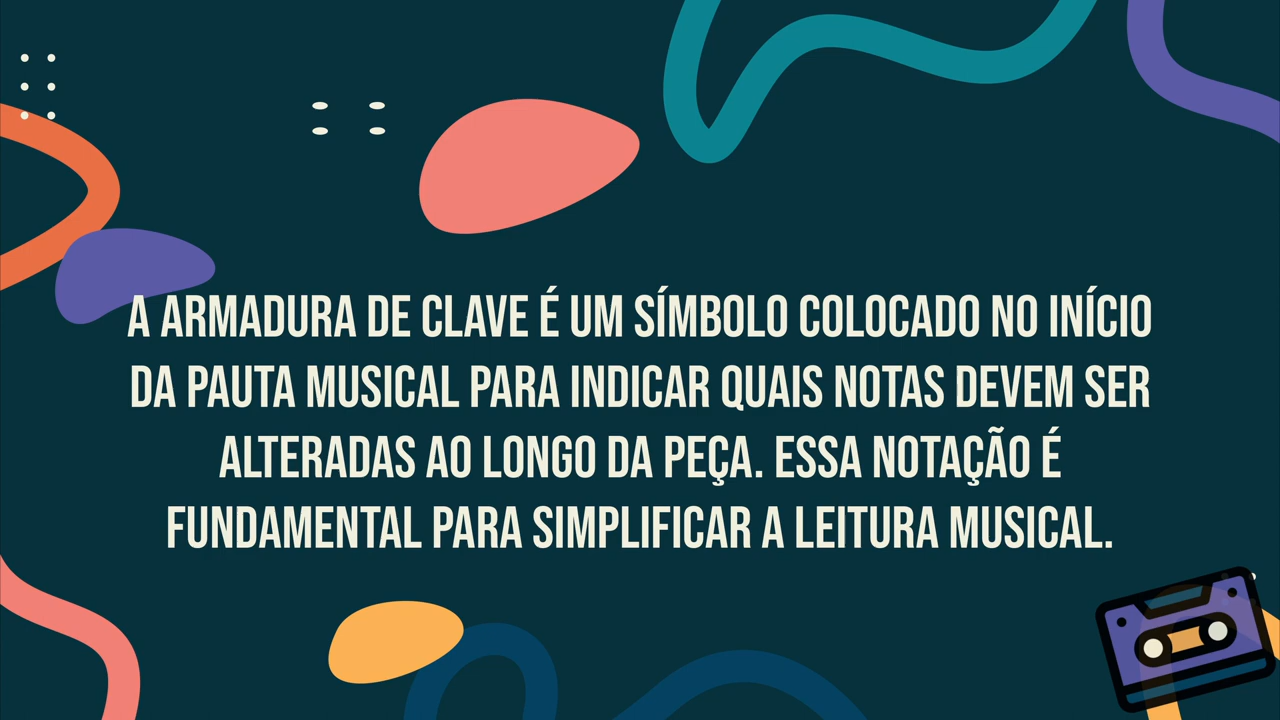 A ARMADURA DE CLAVE É UM SÍMBOLO COLOCADO NO INÍCIO
DA PAUTA MUSICAL PARA INDICAR QUAIS NOTAS DEVEM SER
ALTERADAS AO LONGO DA PEÇA. ESSA NOTAÇÃO É
FUNDAMENTAL PARA SIMPLIFICAR A LEITURA MUSICAL.